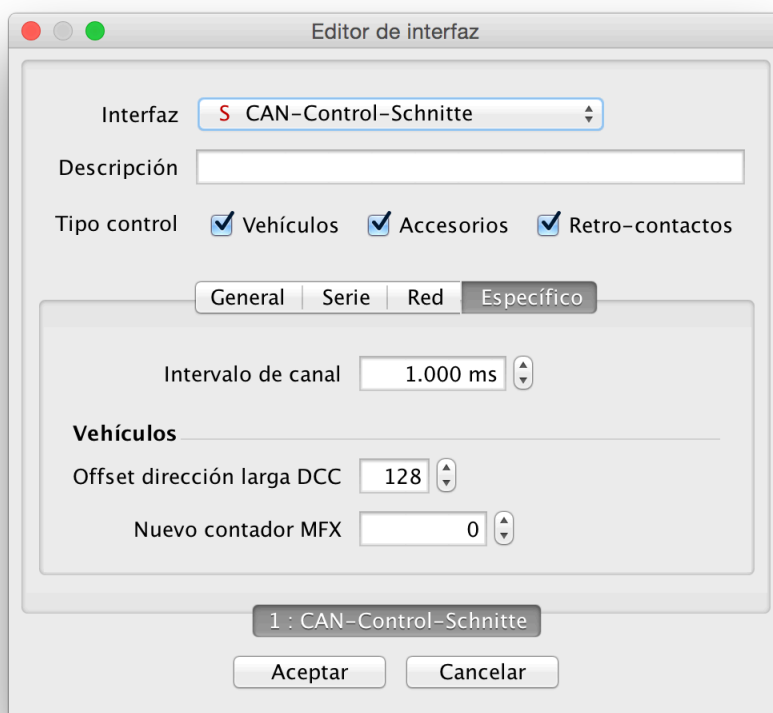 Editor de interfaz
Interfaz S CAN-Control-Schnitte
Descripción
Tipo control Vehículos Accesorios Retro-contactos
General Serie Red Específico
Intervalo de canal 1.000 ms
Vehículos
Offset dirección larga DCC 128
Nuevo contador MFX 0
1 : CAN-Control-Schnitte
Aceptar Cancelar